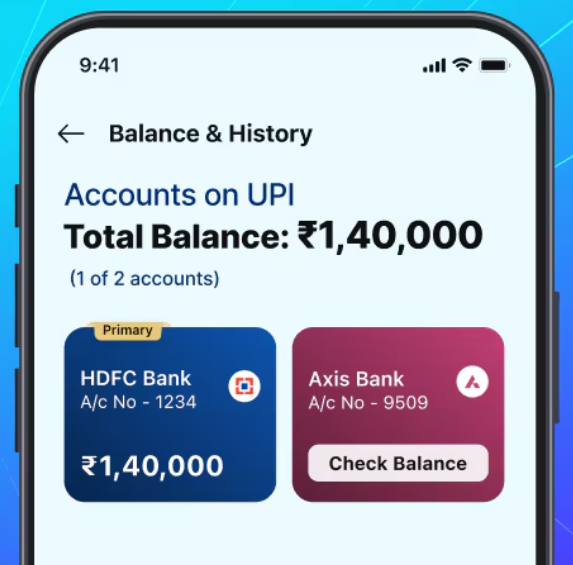 9:41
Balance & History
Accounts on UPI
Total Balance: ₹1,40,000
(1 of 2 accounts)
Primary
HDFC Bank
A/c No - 1234
₹1,40,000
Axis Bank
A/c No - 9509
Check Balance